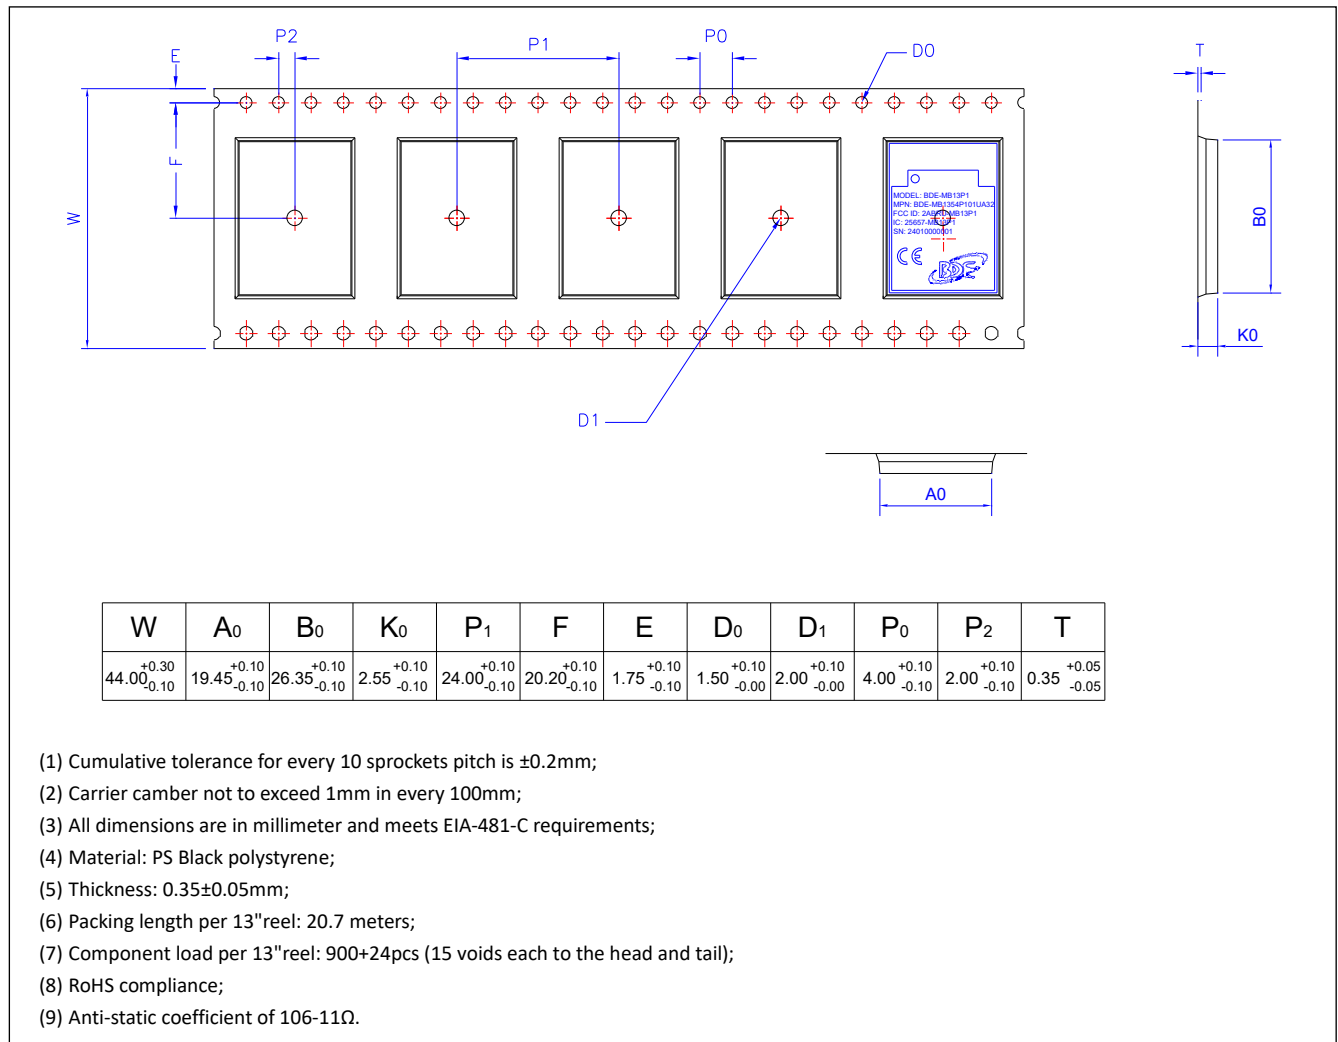 P2
P1
P0
D0
E
T
F
W
B0
K0
MODEL: BDE-MB13P1
MPN: BDE-MB1354P101UA32
FCC ID: 2ABRU-MB13P1
IC: 25657-MB13P1
SN: 24010000001
CE
BDE
D1
A0
W A0 B0 K0 P1 F E D0 D1 P0 P2 T
44.00 +0.30 -0.10 19.45 +0.10 -0.10 26.35 +0.10 -0.10 2.55 +0.10 -0.10 24.00 +0.10 -0.10 20.20 +0.10 -0.10 1.75 +0.10 -0.10 1.50 +0.10 -0.00 2.00 +0.10 -0.00 4.00 +0.10 -0.10 2.00 +0.10 -0.10 0.35 +0.05 -0.05
(1) Cumulative tolerance for every 10 sprockets pitch is ±0.2mm;
(2) Carrier camber not to exceed 1mm in every 100mm;
(3) All dimensions are in millimeter and meets EIA-481-C requirements;
(4) Material: PS Black polystyrene;
(5) Thickness: 0.35±0.05mm;
(6) Packing length per 13"reel: 20.7 meters;
(7) Component load per 13"reel: 900+24pcs (15 voids each to the head and tail);
(8) RoHS compliance;
(9) Anti-static coefficient of 106-11Ω.